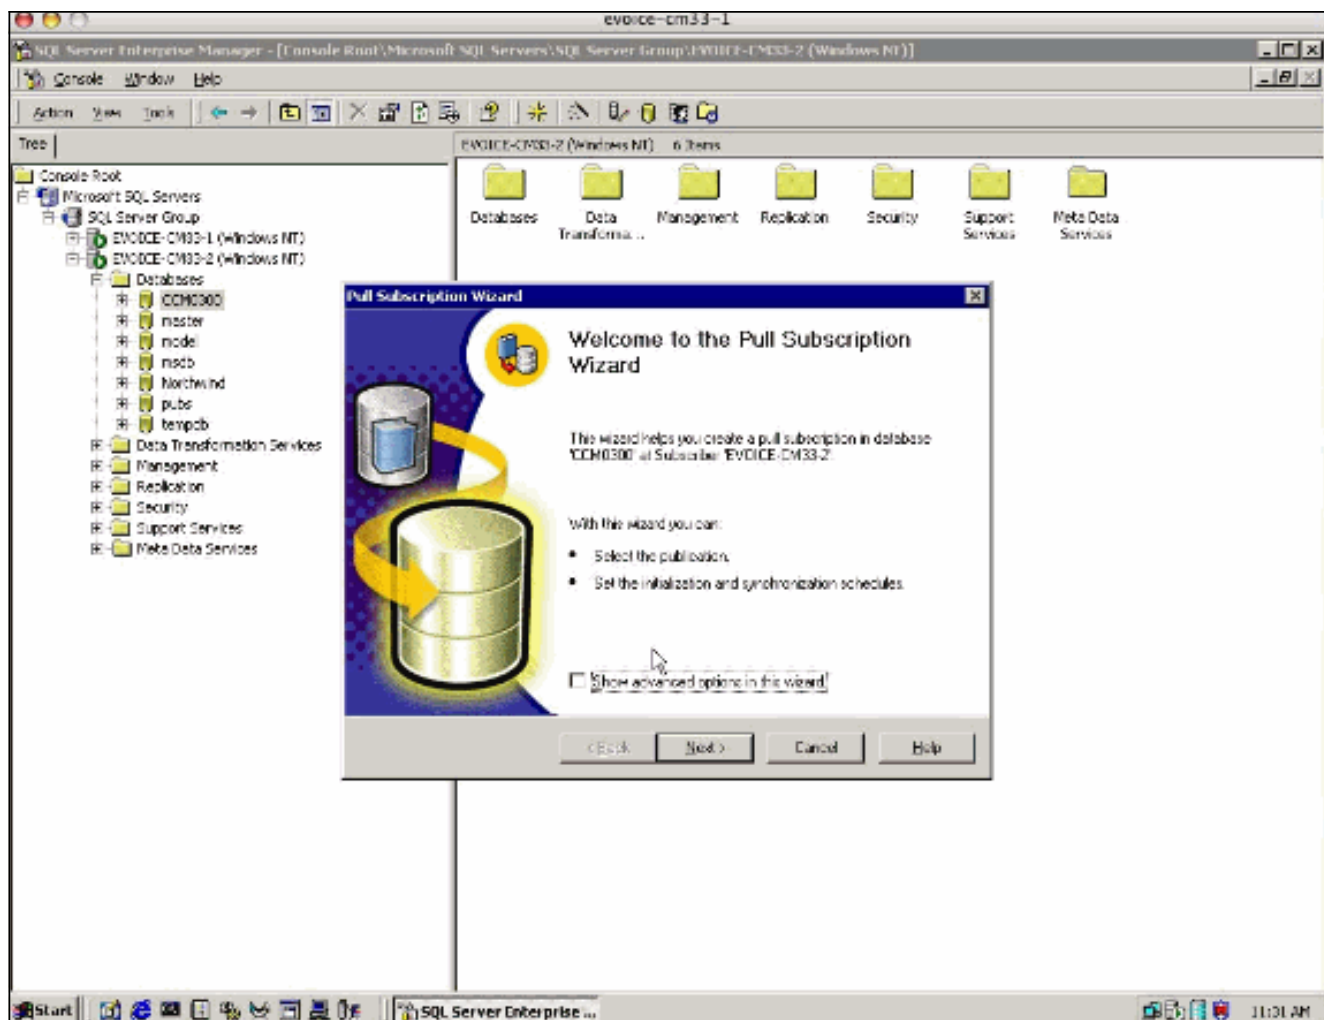 evoice-cm33-1
SQL Server Enterprise Manager - [Console Root\Microsoft SQL Servers\SQL Server Group\EVOICE-CM33-2 (Windows NT)]
Console Window Help
Action View Tools
Tree
EVOICE-CM33-2 (Windows NT) 6 Items
Console Root
Microsoft SQL Servers
SQL Server Group
EVOICE-CM33-1 (Windows NT)
EVOICE-CM33-2 (Windows NT)
Databases
CCM0300
master
model
msdb
Northwind
pubs
tempdb
Data Transformation Services
Management
Replication
Security
Support Services
Meta Data Services
Databases
Data
Transforma...
Management
Replication
Security
Support
Services
Meta Data
Services
Pull Subscription Wizard
Welcome to the Pull Subscription
Wizard
This wizard helps you create a pull subscription in database
'CCM0300' at Subscriber 'EVOICE-CM33-2'.
With this wizard you can:
• Select the publication.
• Set the initialization and synchronization schedules.
Show advanced options in this wizard
< Back Next > Cancel Help
Start SQL Server Enterprise ... 11:01 AM